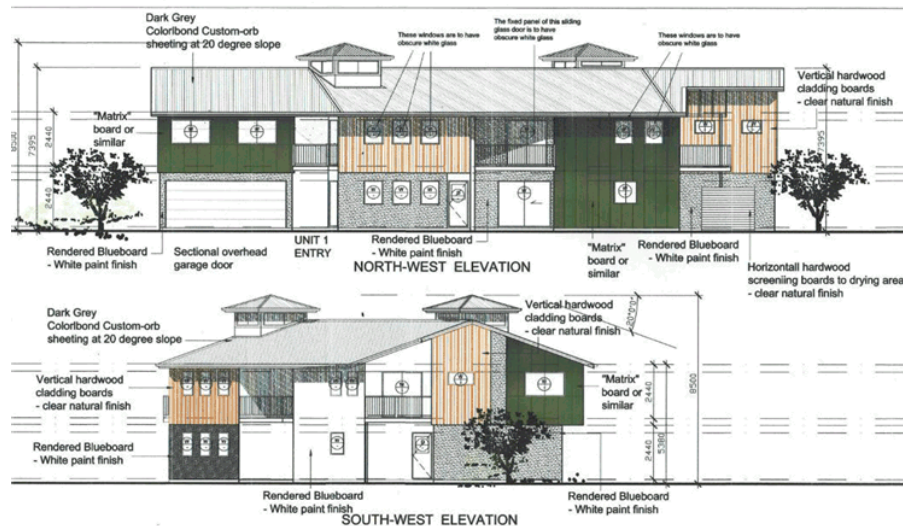 Dark Grey
Colorlbond Custom-orb
sheeting at 20 degree slope
These windows are to have
obscure white glass
The fixed panel of this sliding
glass door is to have
obscure white glass
These windows are to have
obscure white glass
Vertical hardwood
cladding boards
- clear natural finish
"Matrix"
board or
similar
8500
7395
2440
2440
7395
Rendered Blueboard
- White paint finish
Sectional overhead
garage door
UNIT 1
ENTRY
Rendered Blueboard
- White paint finish
"Matrix"
board or
similar
Rendered Blueboard
- White paint finish
Horizontall hardwood
screeniing boards to drying area
- clear natural finish
NORTH-WEST ELEVATION
Dark Grey
Colorlbond Custom-orb
sheeting at 20 degree slope
Vertical hardwood
cladding boards
- clear natural finish
20°0'0"
Vertical hardwood
cladding boards
- clear natural finish
"Matrix"
board or
similar
2440
2440
5380
8500
Rendered Blueboard
- White paint finish
Rendered Blueboard
- White paint finish
Rendered Blueboard
- White paint finish
SOUTH-WEST ELEVATION